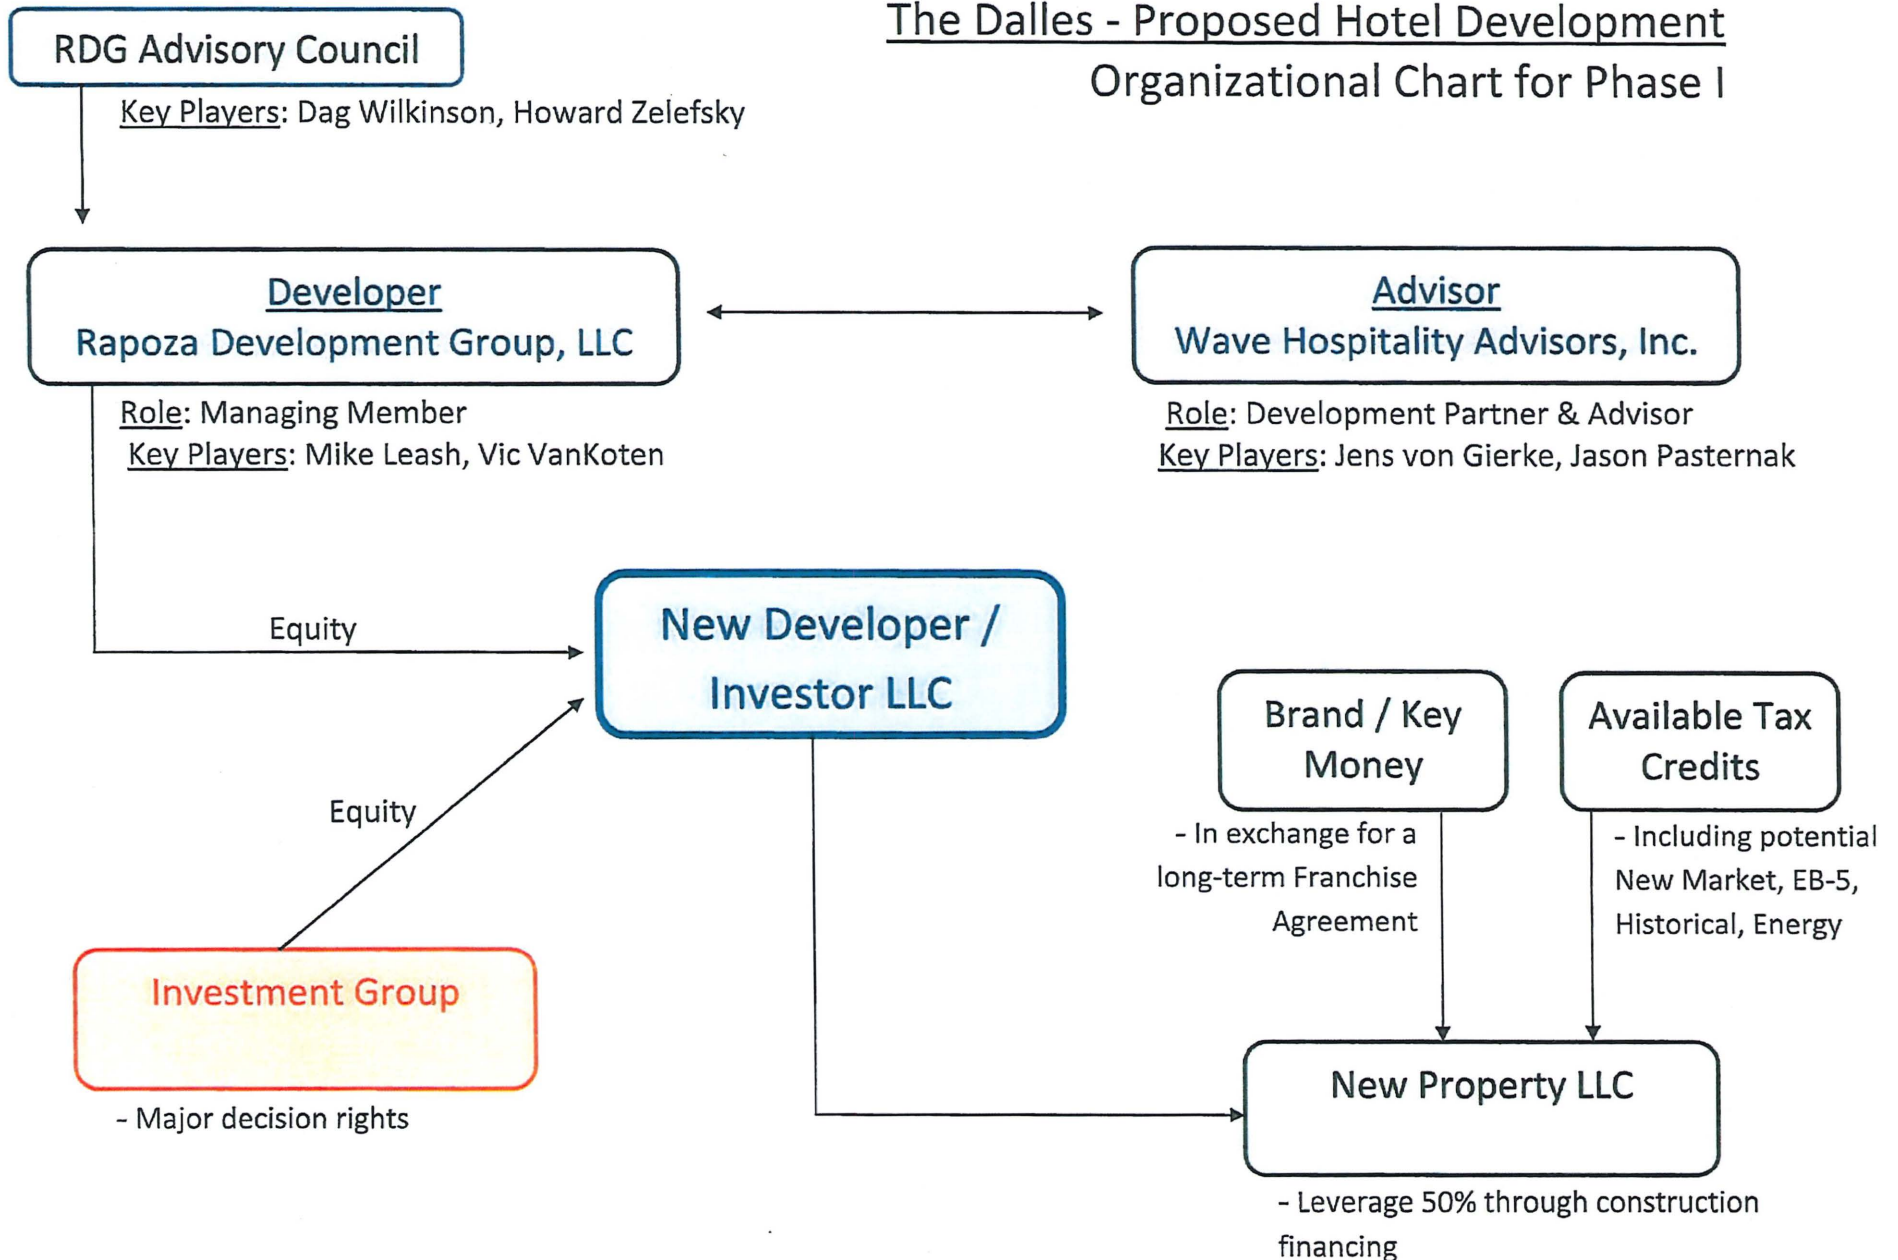 The Dalles - Proposed Hotel Development
Organizational Chart for Phase I
RDG Advisory Council
Key Players: Dag Wilkinson, Howard Zelefsky
Developer
Rapoza Development Group, LLC
Role: Managing Member
Key Players: Mike Leash, Vic VanKoten
Advisor
Wave Hospitality Advisors, Inc.
Role: Development Partner & Advisor
Key Players: Jens von Gierke, Jason Pasternak
Equity
New Developer /
Investor LLC
Equity
Investment Group
- Major decision rights
Brand / Key
Money
- In exchange for a
long-term Franchise
Agreement
Available Tax
Credits
- Including potential
New Market, EB-5,
Historical, Energy
New Property LLC
- Leverage 50% through construction
financing